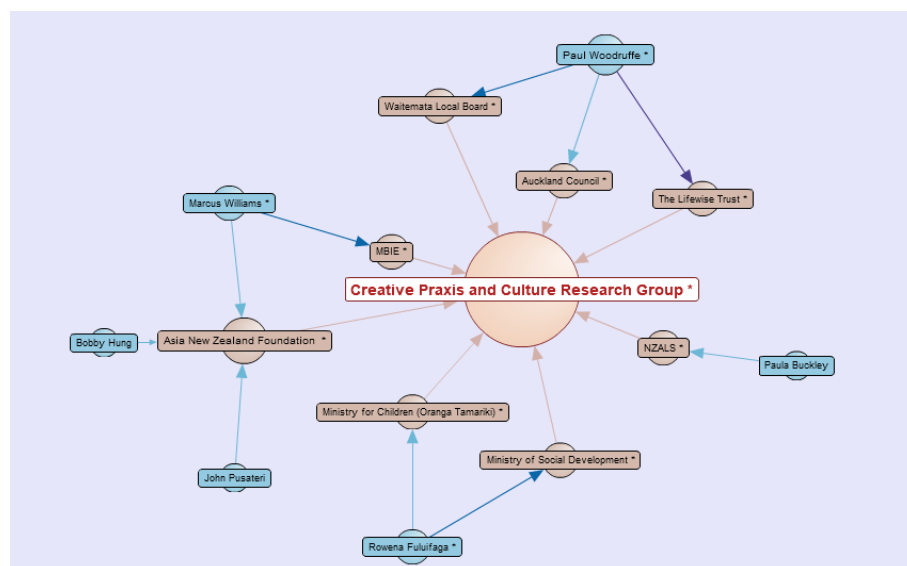 Paul Woodruffe *
Waitemata Local Board *
Auckland Council *
The Lifewise Trust *
Marcus Williams *
MBIE *
Creative Praxis and Culture Research Group *
Bobby Hung
Asia New Zealand Foundation *
NZALS *
Paula Buckley
Ministry for Children (Oranga Tamariki) *
Ministry of Social Development *
John Pusateri
Rowena Fuluifaga *